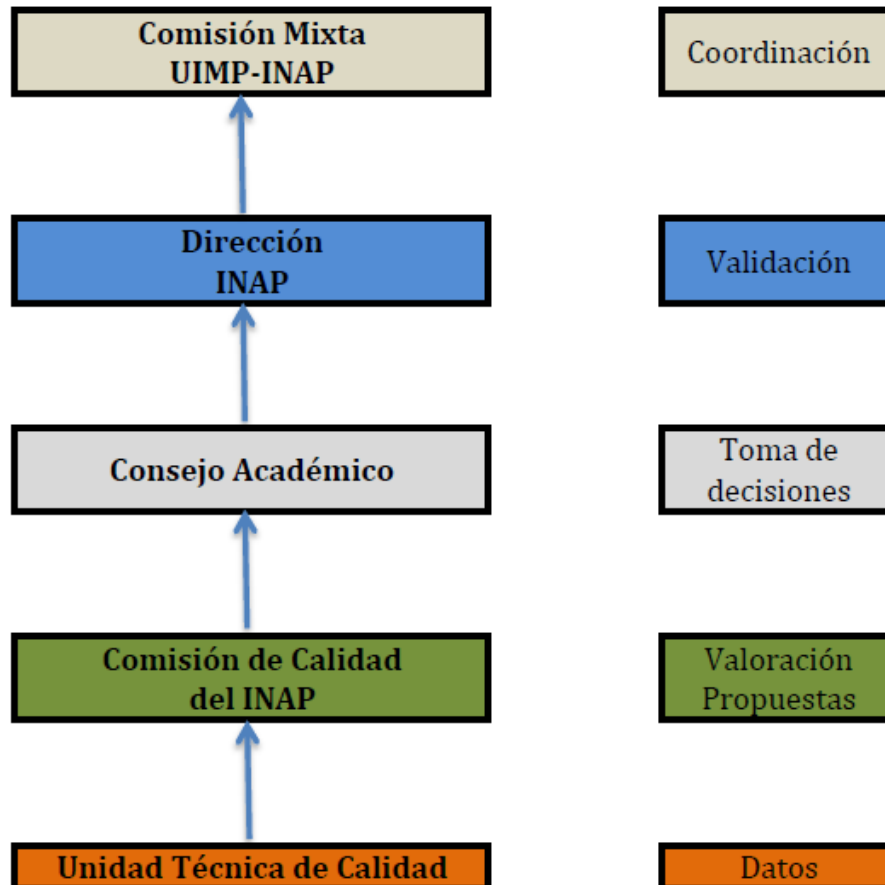 Comisión Mixta
UIMP-INAP
Coordinación
Dirección
INAP
Validación
Consejo Académico
Toma de
decisiones
Comisión de Calidad
del INAP
Valoración
Propuestas
Unidad Técnica de Calidad
Datos